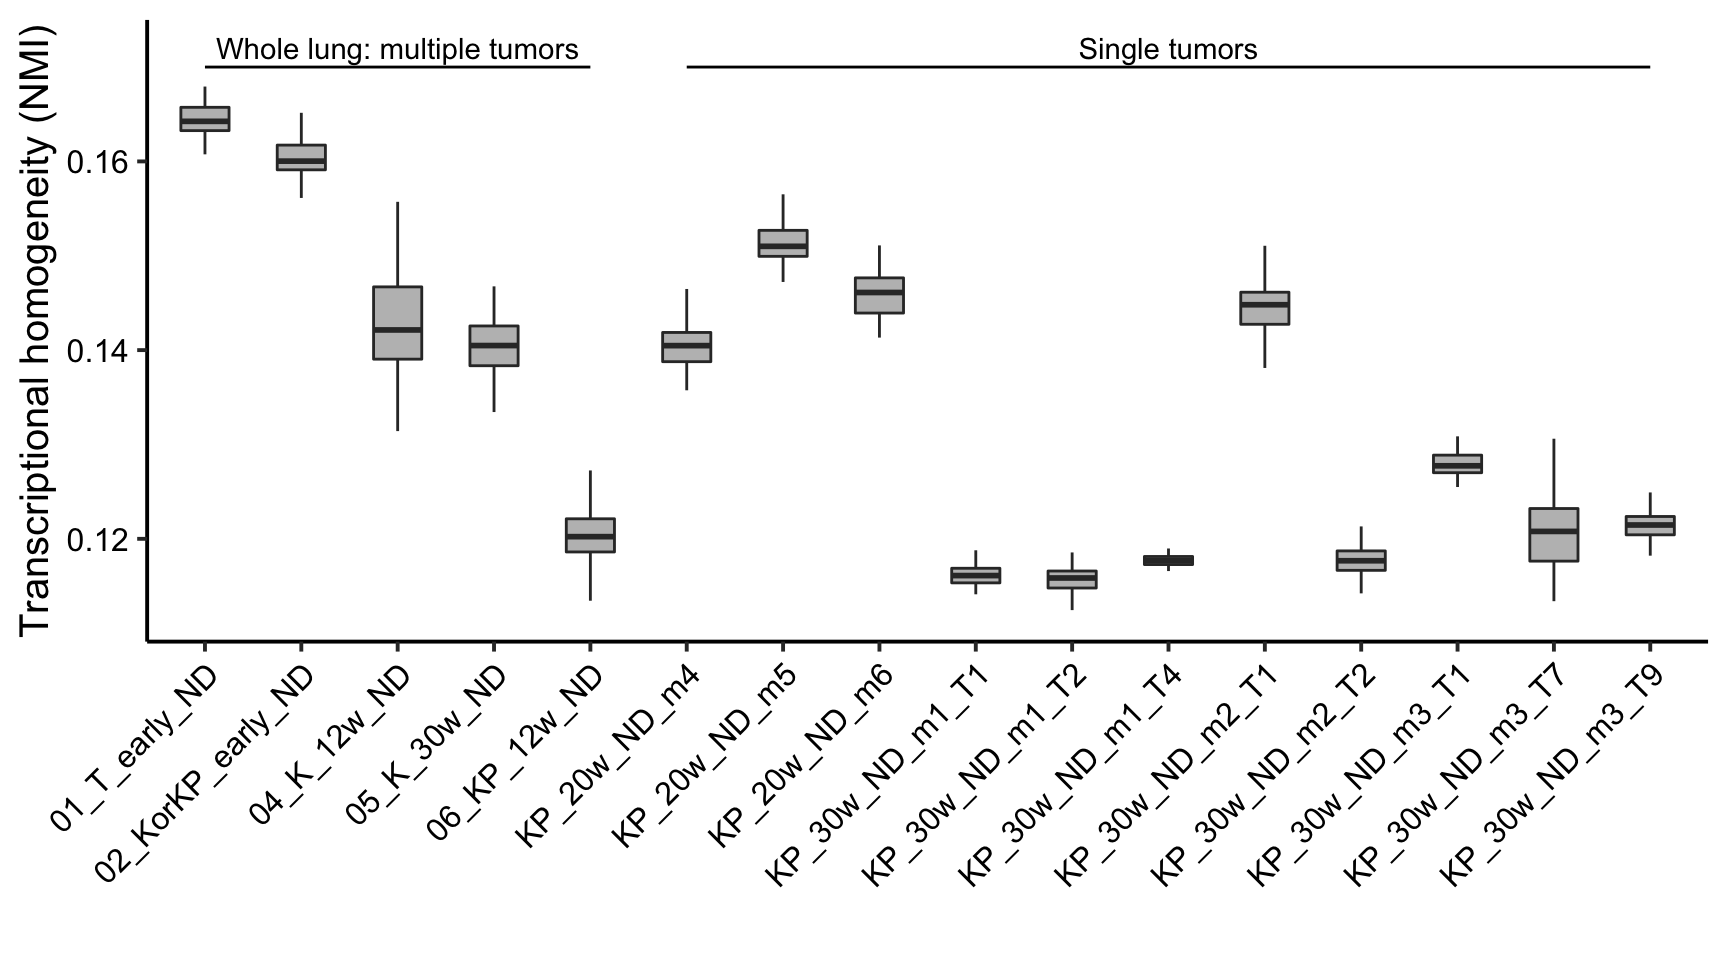 Transcriptional homogeneity (NMI)
Whole lung: multiple tumors
Single tumors
0.16
0.14
0.12
01_T_early_ND
02_KorKP_early_ND
04_K_12w_ND
05_K_30w_ND
06_KP_12w_ND
KP_20w_ND_m4
KP_20w_ND_m5
KP_20w_ND_m6
KP_30w_ND_m1_T1
KP_30w_ND_m1_T2
KP_30w_ND_m1_T4
KP_30w_ND_m2_T1
KP_30w_ND_m2_T2
KP_30w_ND_m3_T1
KP_30w_ND_m3_T7
KP_30w_ND_m3_T9